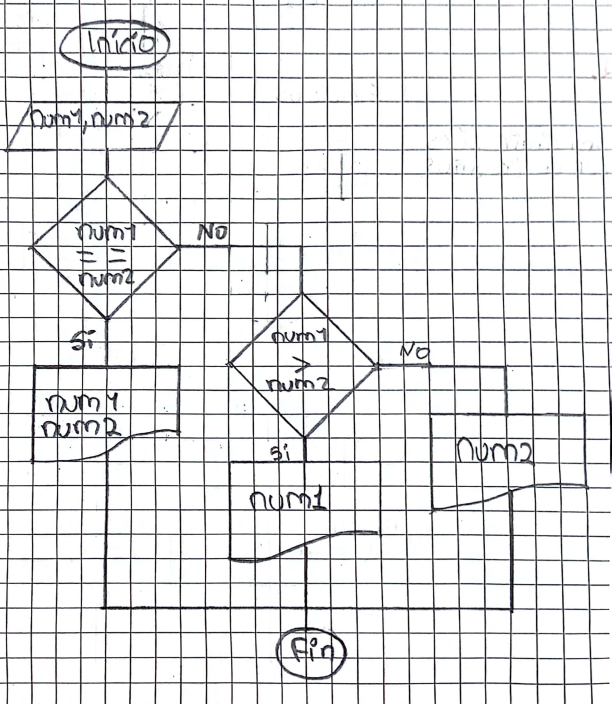 Inicio
num1, num2
num1
==
num2
NO
Si
num1
num2
num1
>
num2
NO
Si
num1
num2
Fin